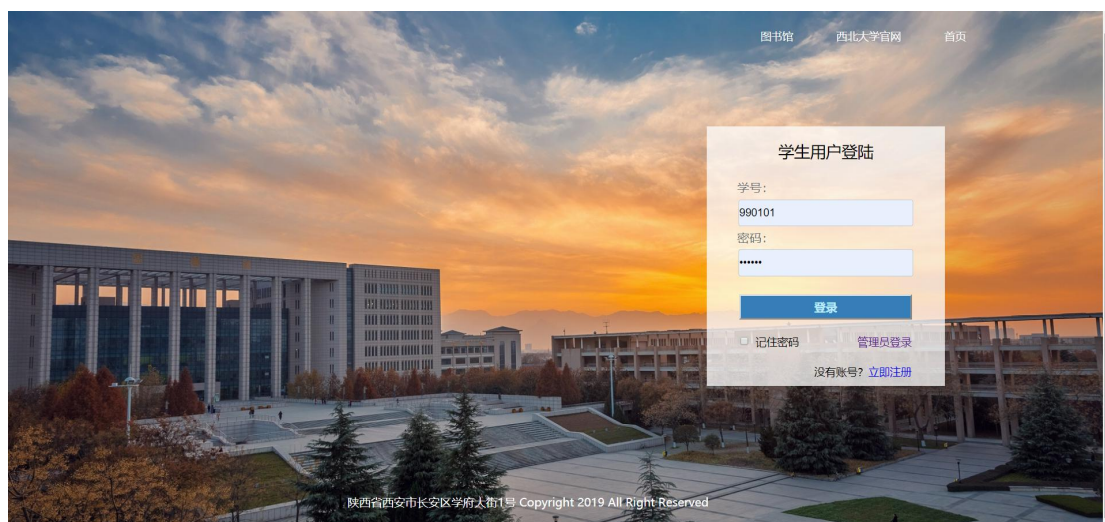 图书馆 西北大学官网 首页
学生用户登陆
学号:
990101
密码:
••••••
登录
记住密码 管理员登录
没有账号? 立即注册
陕西省西安市长安区学府大街1号 Copyright 2019 All Right Reserved